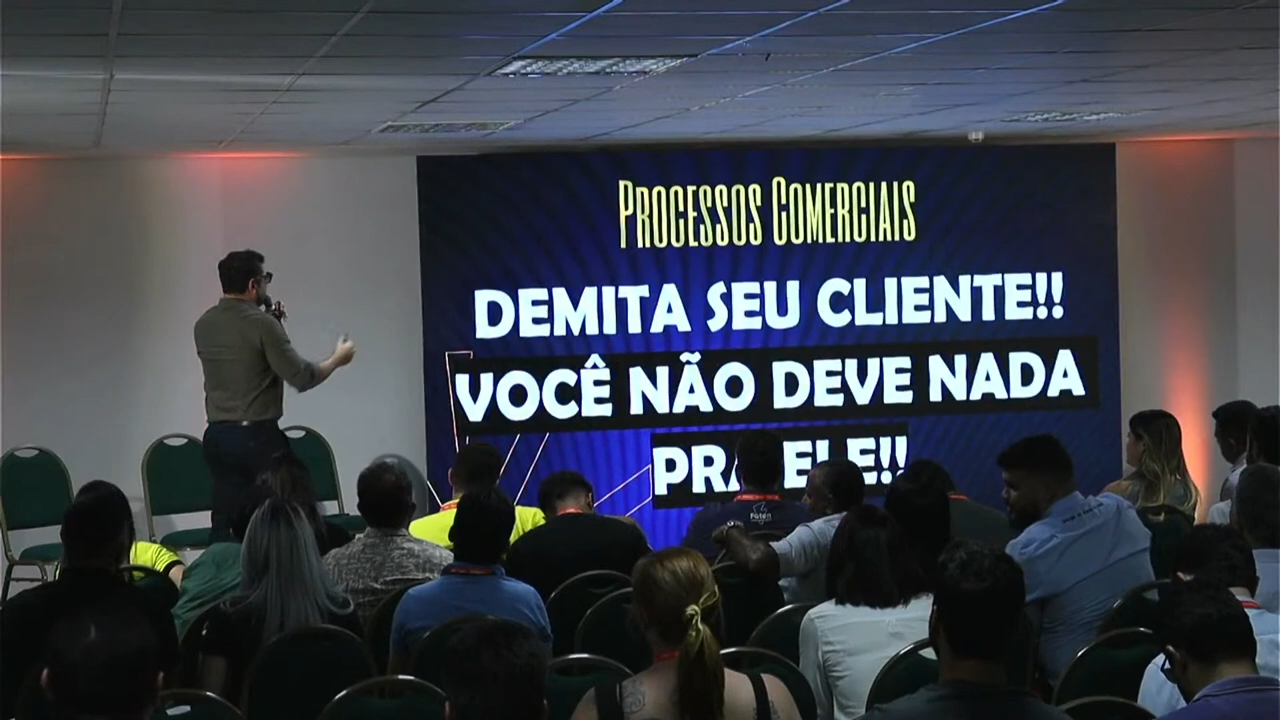 PROCESSOS COMERCIAIS
DEMITA SEU CLIENTE!!
VOCÊ NÃO DEVE NADA
PRA ELE!!